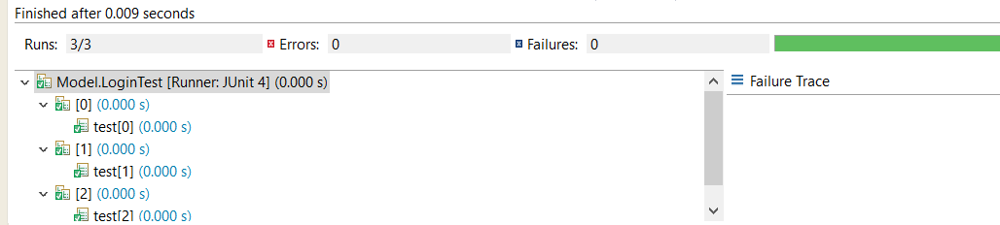 Finished after 0.009 seconds
Runs: 3/3 Errors: 0 Failures: 0
Model.LoginTest [Runner: JUnit 4] (0.000 s)
Failure Trace
[0] (0.000 s)
test[0] (0.000 s)
[1] (0.000 s)
test[1] (0.000 s)
[2] (0.000 s)
test[2] (0.000 s)